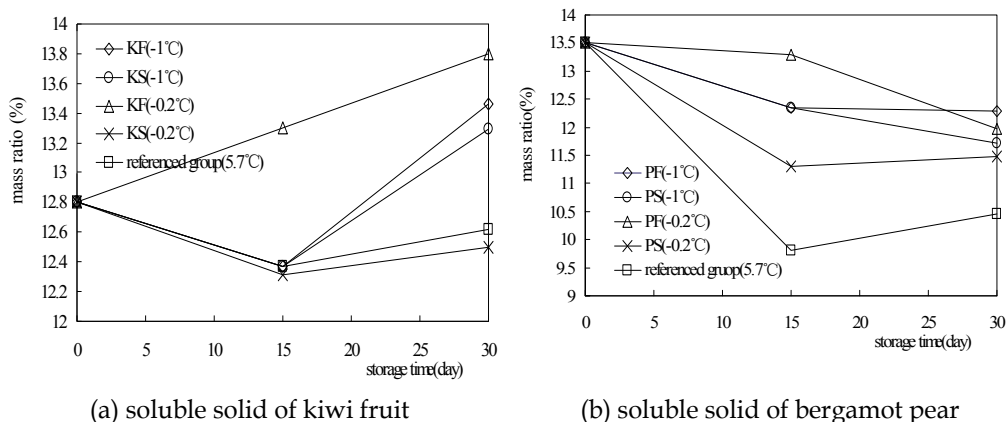 14
13.8
13.6
13.4
13.2
13
12.8
12.6
12.4
12.2
12
mass ratio (%)
KF(-1℃)
KS(-1℃)
KF(-0.2℃)
KS(-0.2℃)
referenced group(5.7℃)
0 5 10 15 20 25 30
storage time(day)
(a) soluble solid of kiwi fruit
14
13.5
13
12.5
12
11.5
11
10.5
10
9.5
9
mass ratio(%)
PF(-1℃)
PS(-1℃)
PF(-0.2℃)
PS(-0.2℃)
referenced gruop(5.7℃)
0 5 10 15 20 25 30
storage time(day)
(b) soluble solid of bergamot pear